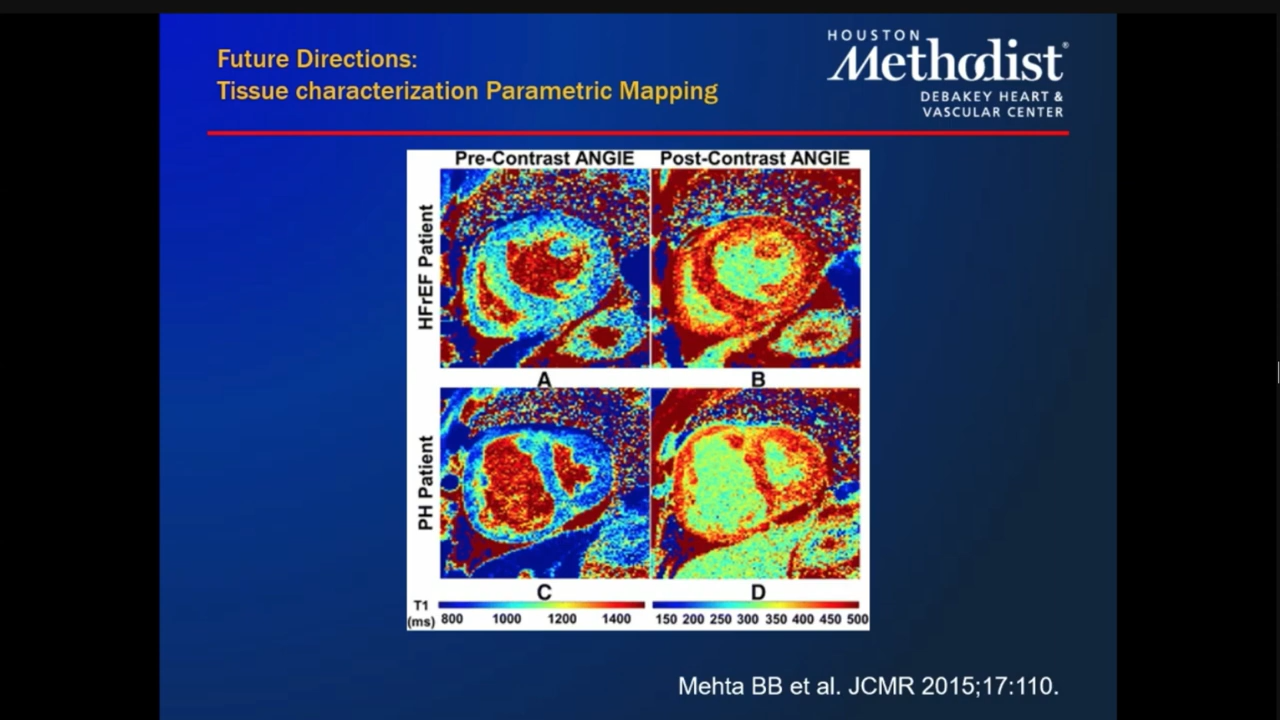 Future Directions:
Tissue characterization Parametric Mapping
HOUSTON
Methodist®
DEBAKEY HEART &
VASCULAR CENTER
Pre-Contrast ANGIE Post-Contrast ANGIE
HFrEF Patient
A B
PH Patient
C D
T1
(ms) 800 1000 1200 1400 150 200 250 300 350 400 450 500
Mehta BB et al. JCMR 2015;17:110.